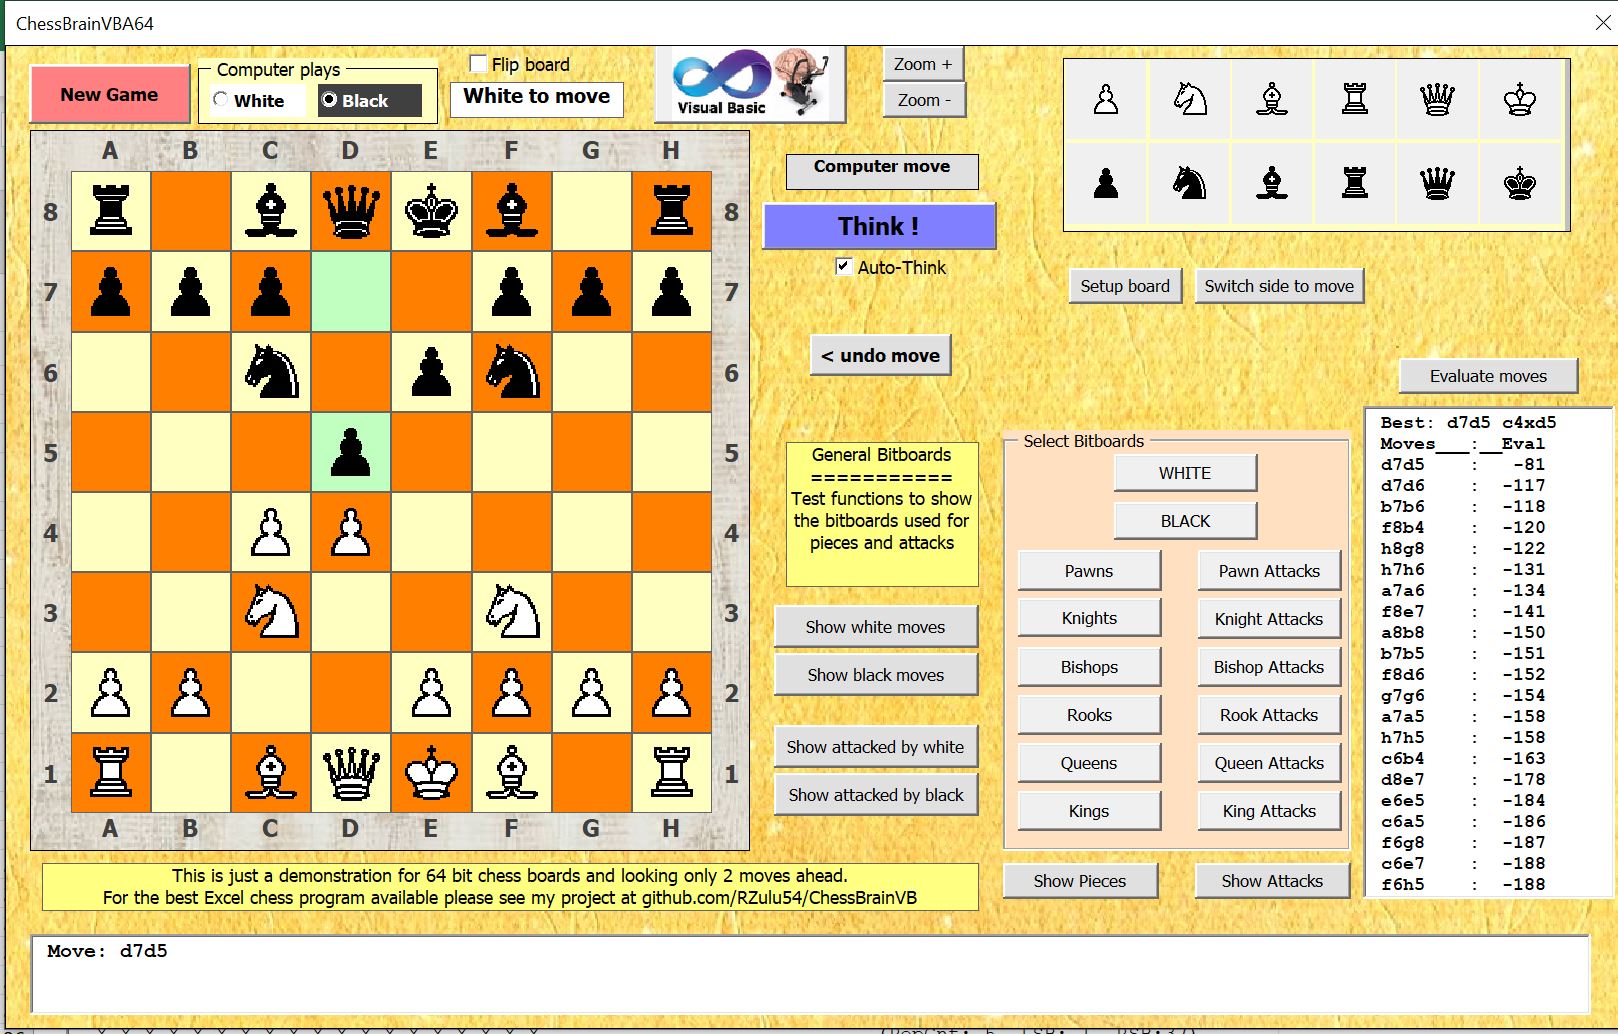 ChessBrainVBA64
New Game
Computer plays
White
Black
Flip board
White to move
Visual Basic
Zoom +
Zoom -
A B C D E F G H
8 8
7 7
6 6
5 5
4 4
3 3
2 2
1 1
A B C D E F G H
Computer move
Think !
Auto-Think
< undo move
Setup board
Switch side to move
General Bitboards
===========
Test functions to show
the bitboards used for
pieces and attacks
Show white moves
Show black moves
Show attacked by white
Show attacked by black
Select Bitboards
WHITE
BLACK
Pawns
Pawn Attacks
Knights
Knight Attacks
Bishops
Bishop Attacks
Rooks
Rook Attacks
Queens
Queen Attacks
Kings
King Attacks
Show Pieces
Show Attacks
Evaluate moves
Best: d7d5 c4xd5
Moves___:__Eval
d7d5 : -81
d7d6 : -117
b7b6 : -118
f8b4 : -120
h8g8 : -122
h7h6 : -131
a7a6 : -134
f8e7 : -141
a8b8 : -150
b7b5 : -151
f8d6 : -152
g7g6 : -154
a7a5 : -158
h7h5 : -158
c6b4 : -163
d8e7 : -178
e6e5 : -184
c6a5 : -186
f6g8 : -187
c6e7 : -188
f6h5 : -188
This is just a demonstration for 64 bit chess boards and looking only 2 moves ahead.
For the best Excel chess program available please see my project at github.com/RZulu54/ChessBrainVB
Move: d7d5